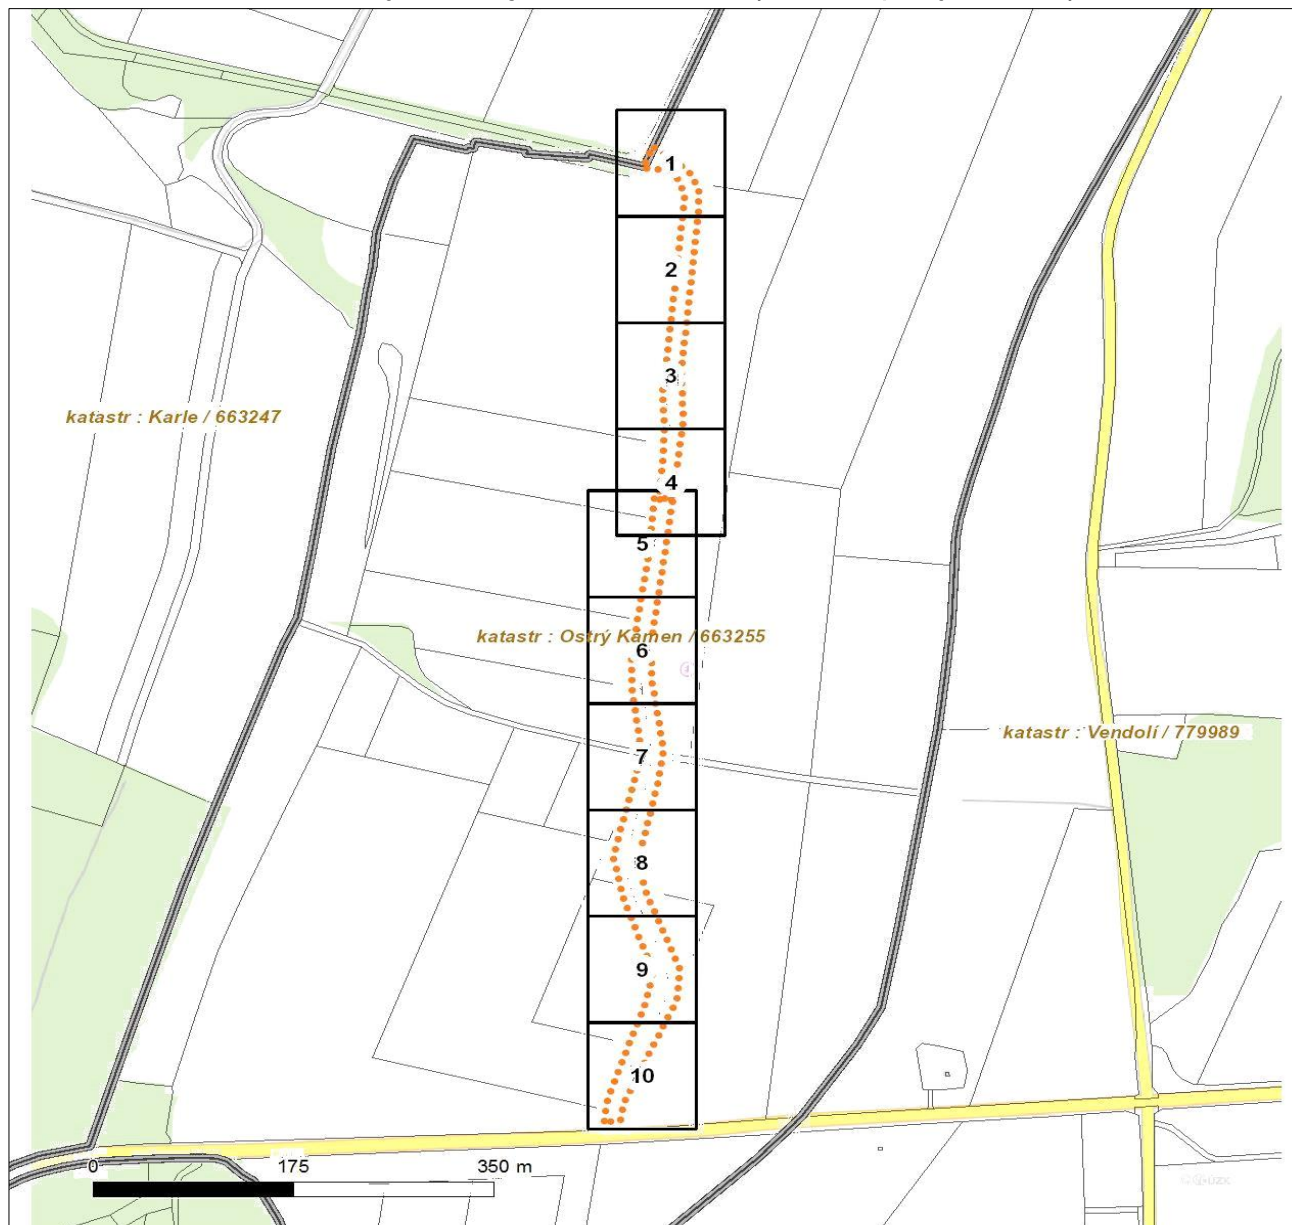 1
2
3
katastr : Karle / 663247
4
5
katastr : Ostrý Kámen / 663255
6
katastr : Vendolí / 779989
7
8
9
10
0 175 350 m